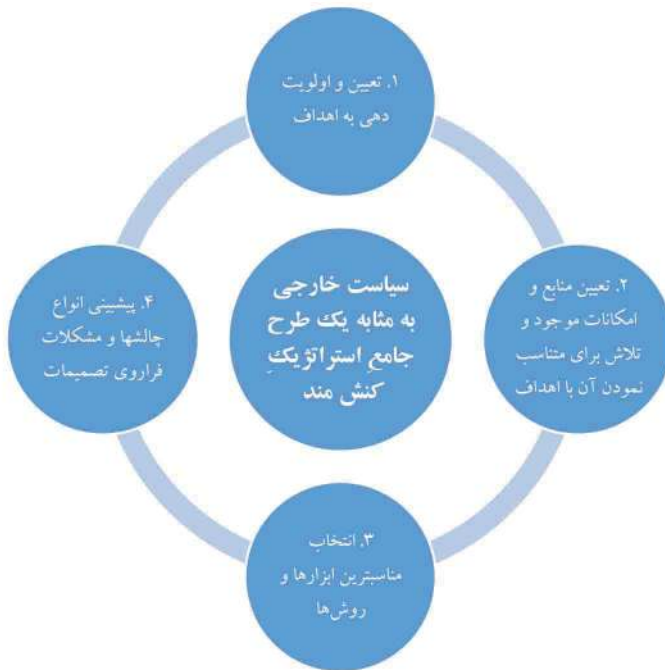 ۱. تعیین و اولویت
دهی به اهداف
۲. تعیین منابع و
امکانات موجود و
تلاش برای متناسب
نمودن آن با اهداف
۳. انتخاب
مناسبترین ابزارها و
روش‌ها
۴. پیشبینی انواع
چالشها و مشکلات
فراروی تصمیمات
سیاست خارجی
به مثابه یک طرح
جامعِ استراتژیکِ
کنش مند